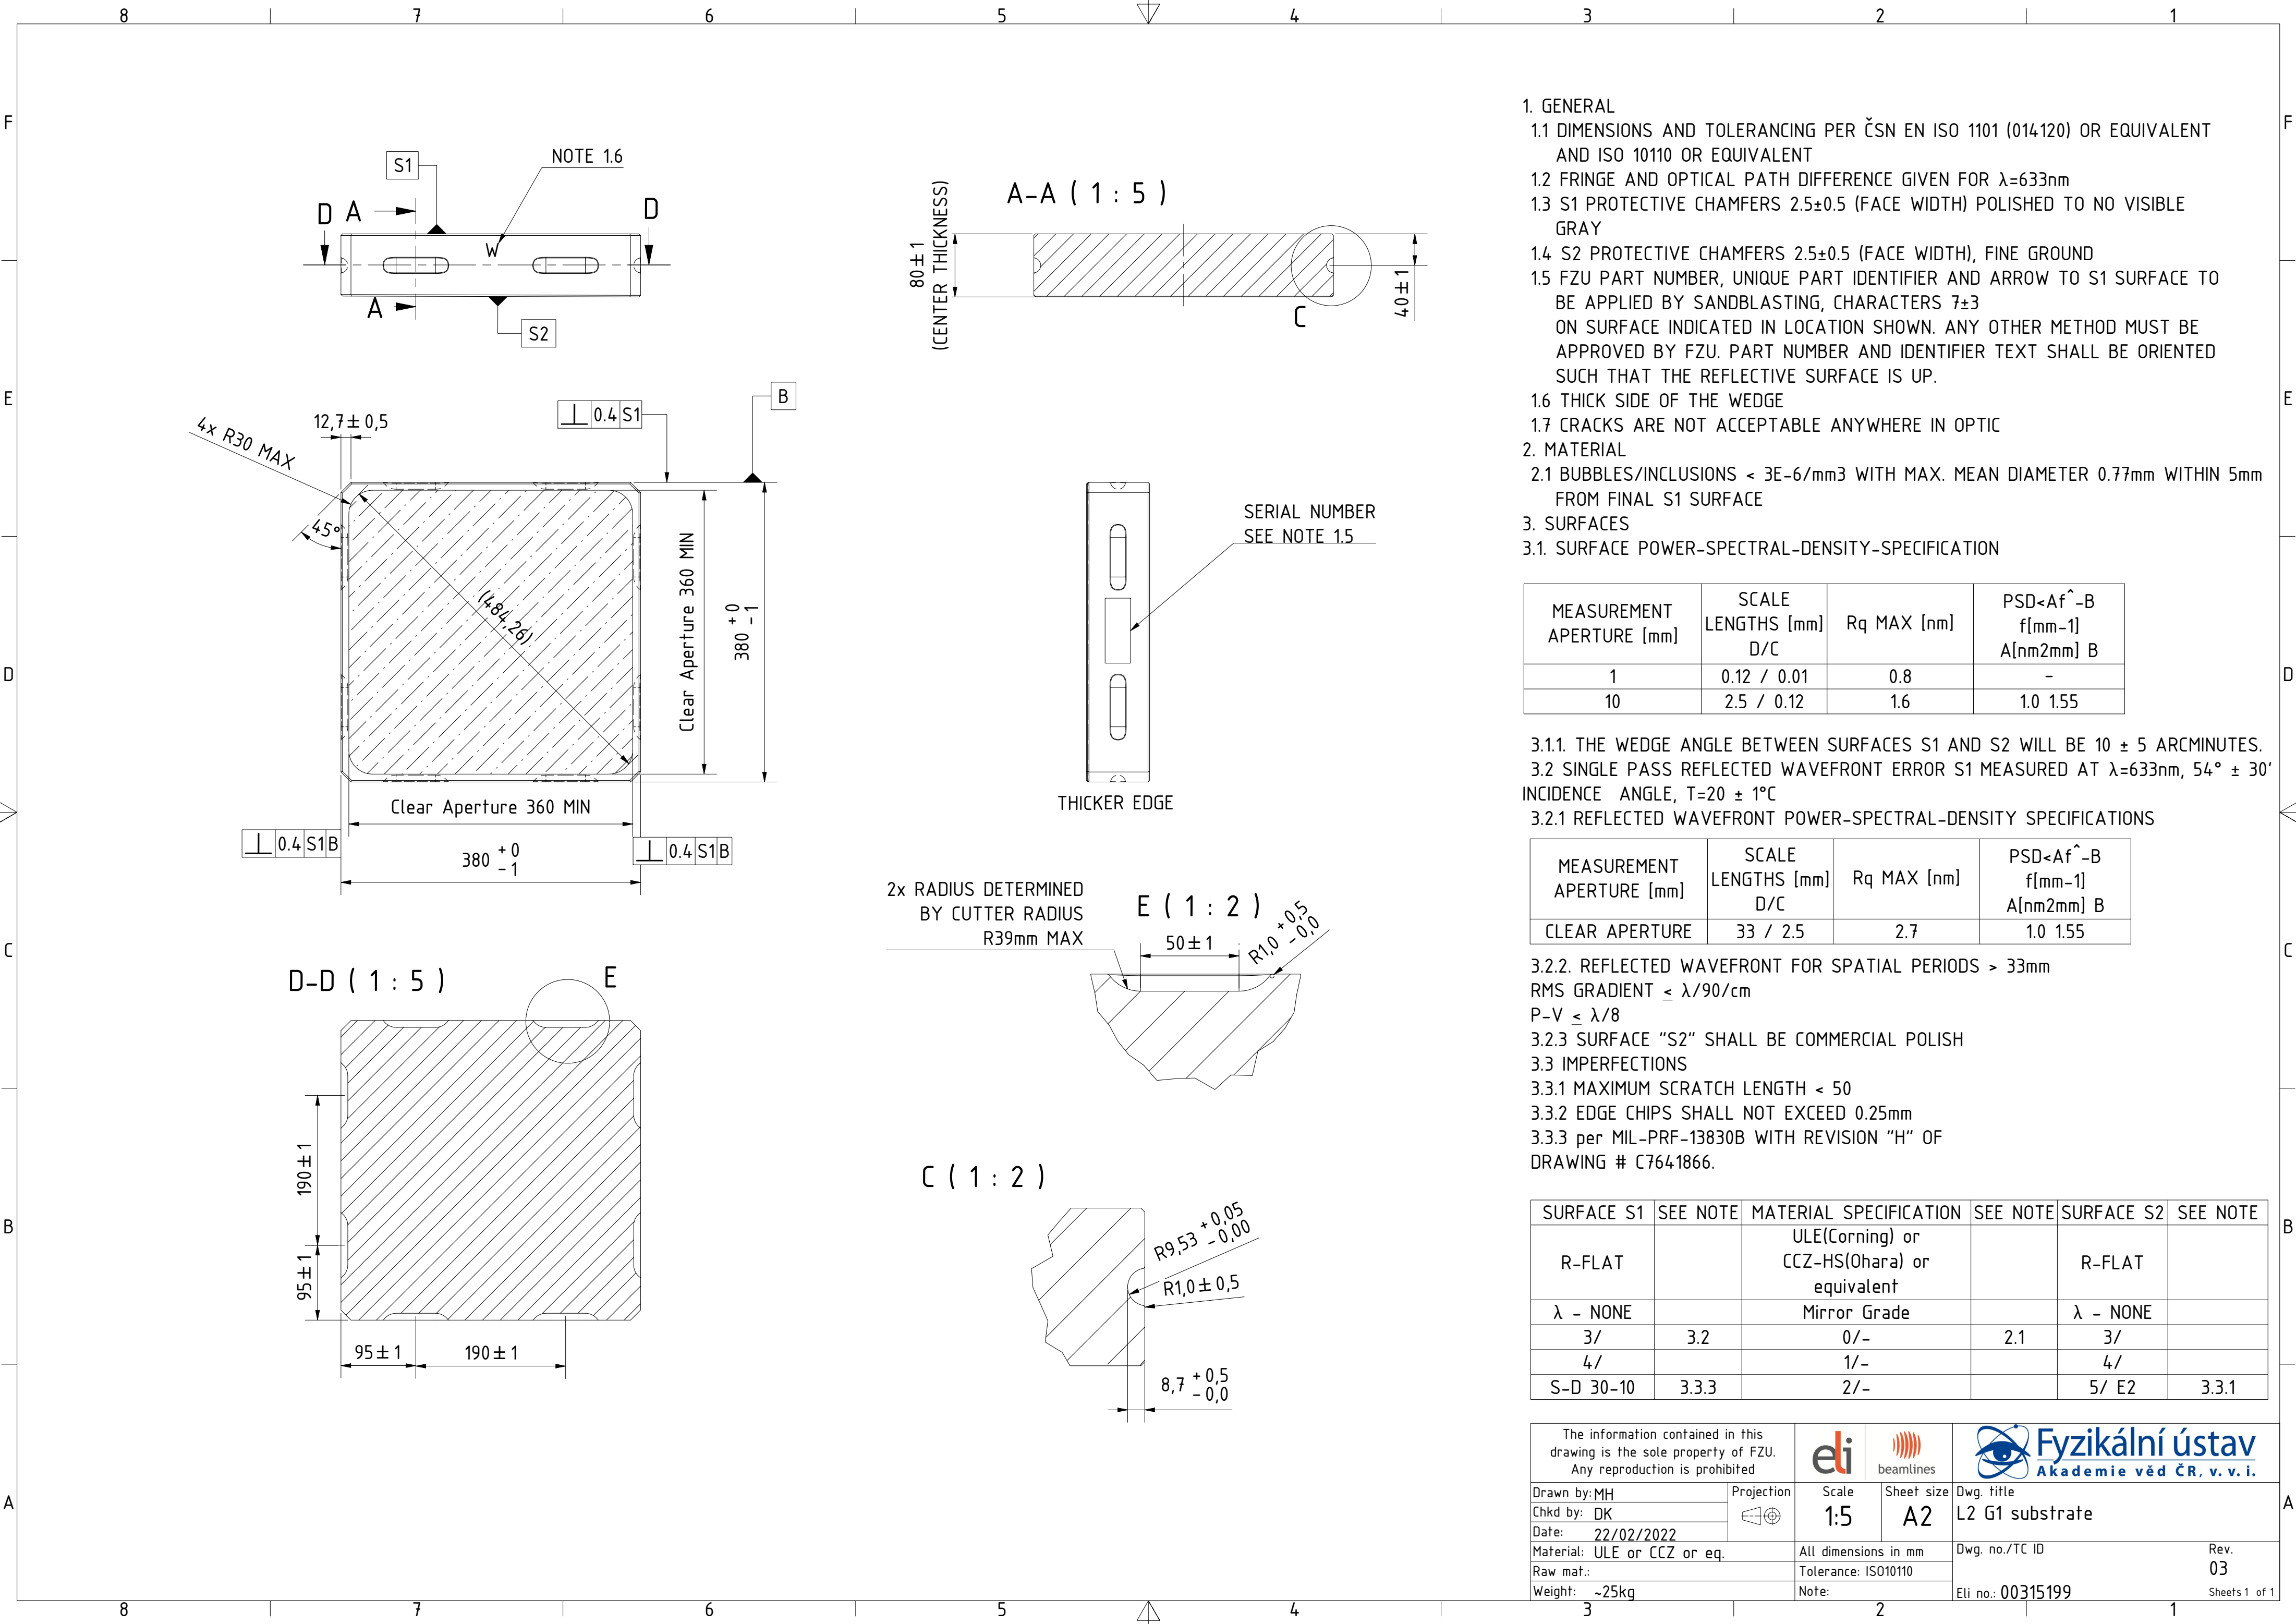 8 7 6 5 4 3 2 1
F
E
D
C
B
A
S1
NOTE 1.6
D A
D
W
A
S2
A-A ( 1 : 5 )
80±1
(CENTER THICKNESS)
40±1
C
B
⊥ 0.4 S1
12,7±0,5
4x R30 MAX
45°
(484,26)
Clear Aperture 360 MIN
380 +0 -1
Clear Aperture 360 MIN
⊥ 0.4 S1 B
380 +0 -1
⊥ 0.4 S1 B
SERIAL NUMBER
SEE NOTE 1.5
THICKER EDGE
2x RADIUS DETERMINED
BY CUTTER RADIUS
R39mm MAX
E ( 1 : 2 )
50±1
R1,0 +0,5 -0,0
D-D ( 1 : 5 )
E
190±1
95±1
95±1
190±1
C ( 1 : 2 )
R9,53 +0,05 -0,00
R1,0±0,5
8,7 +0,5 -0,0
1. GENERAL
1.1 DIMENSIONS AND TOLERANCING PER ČSN EN ISO 1101 (014120) OR EQUIVALENT
AND ISO 10110 OR EQUIVALENT
1.2 FRINGE AND OPTICAL PATH DIFFERENCE GIVEN FOR λ=633nm
1.3 S1 PROTECTIVE CHAMFERS 2.5±0.5 (FACE WIDTH) POLISHED TO NO VISIBLE
GRAY
1.4 S2 PROTECTIVE CHAMFERS 2.5±0.5 (FACE WIDTH), FINE GROUND
1.5 FZU PART NUMBER, UNIQUE PART IDENTIFIER AND ARROW TO S1 SURFACE TO
BE APPLIED BY SANDBLASTING, CHARACTERS 7±3
ON SURFACE INDICATED IN LOCATION SHOWN. ANY OTHER METHOD MUST BE
APPROVED BY FZU. PART NUMBER AND IDENTIFIER TEXT SHALL BE ORIENTED
SUCH THAT THE REFLECTIVE SURFACE IS UP.
1.6 THICK SIDE OF THE WEDGE
1.7 CRACKS ARE NOT ACCEPTABLE ANYWHERE IN OPTIC
2. MATERIAL
2.1 BUBBLES/INCLUSIONS < 3E-6/mm3 WITH MAX. MEAN DIAMETER 0.77mm WITHIN 5mm
FROM FINAL S1 SURFACE
3. SURFACES
3.1. SURFACE POWER-SPECTRAL-DENSITY-SPECIFICATION
MEASUREMENT APERTURE [mm] SCALE LENGTHS [mm] D/C Rq MAX [nm] PSD<Af^-B f[mm-1] A[nm2mm] B
1 0.12 / 0.01 0.8 -
10 2.5 / 0.12 1.6 1.0 1.55
3.1.1. THE WEDGE ANGLE BETWEEN SURFACES S1 AND S2 WILL BE 10 ± 5 ARCMINUTES.
3.2 SINGLE PASS REFLECTED WAVEFRONT ERROR S1 MEASURED AT λ=633nm, 54° ± 30'
INCIDENCE ANGLE, T=20 ± 1°C
3.2.1 REFLECTED WAVEFRONT POWER-SPECTRAL-DENSITY SPECIFICATIONS
MEASUREMENT APERTURE [mm] SCALE LENGTHS [mm] D/C Rq MAX [nm] PSD<Af^-B f[mm-1] A[nm2mm] B
CLEAR APERTURE 33 / 2.5 2.7 1.0 1.55
3.2.2. REFLECTED WAVEFRONT FOR SPATIAL PERIODS > 33mm
RMS GRADIENT ≤ λ/90/cm
P-V ≤ λ/8
3.2.3 SURFACE "S2" SHALL BE COMMERCIAL POLISH
3.3 IMPERFECTIONS
3.3.1 MAXIMUM SCRATCH LENGTH < 50
3.3.2 EDGE CHIPS SHALL NOT EXCEED 0.25mm
3.3.3 per MIL-PRF-13830B WITH REVISION "H" OF
DRAWING # C7641866.
SURFACE S1 SEE NOTE MATERIAL SPECIFICATION SEE NOTE SURFACE S2 SEE NOTE
R-FLAT ULE(Corning) or CCZ-HS(Ohara) or equivalent R-FLAT
λ - NONE Mirror Grade λ - NONE
3/ 3.2 0/- 2.1 3/
4/ 1/- 4/
S-D 30-10 3.3.3 2/- 5/ E2 3.3.1
The information contained in this
drawing is the sole property of FZU.
Any reproduction is prohibited
eli
beamlines
Fyzikální ústav
Akademie věd ČR, v. v. i.
Drawn by: MH
Chkd by: DK
Date: 22/02/2022
Projection
Scale
1:5
Sheet size
A2
Dwg. title
L2 G1 substrate
Material: ULE or CCZ or eq.
Raw mat.:
Weight: ~25kg
All dimensions in mm
Tolerance: ISO10110
Note:
Dwg. no./TC ID
Eli no.: 00315199
Rev.
03
Sheets 1 of 1
8 7 6 5 4 3 2 1
F
E
D
C
B
A